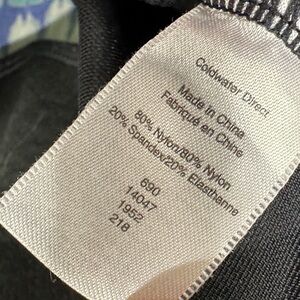 Coldwater Direct
Made in China
Fabriqué en Chine
80% Nylon/80% Nylon
20% Spandex/20% Elasthanne
690
14047
1952
218